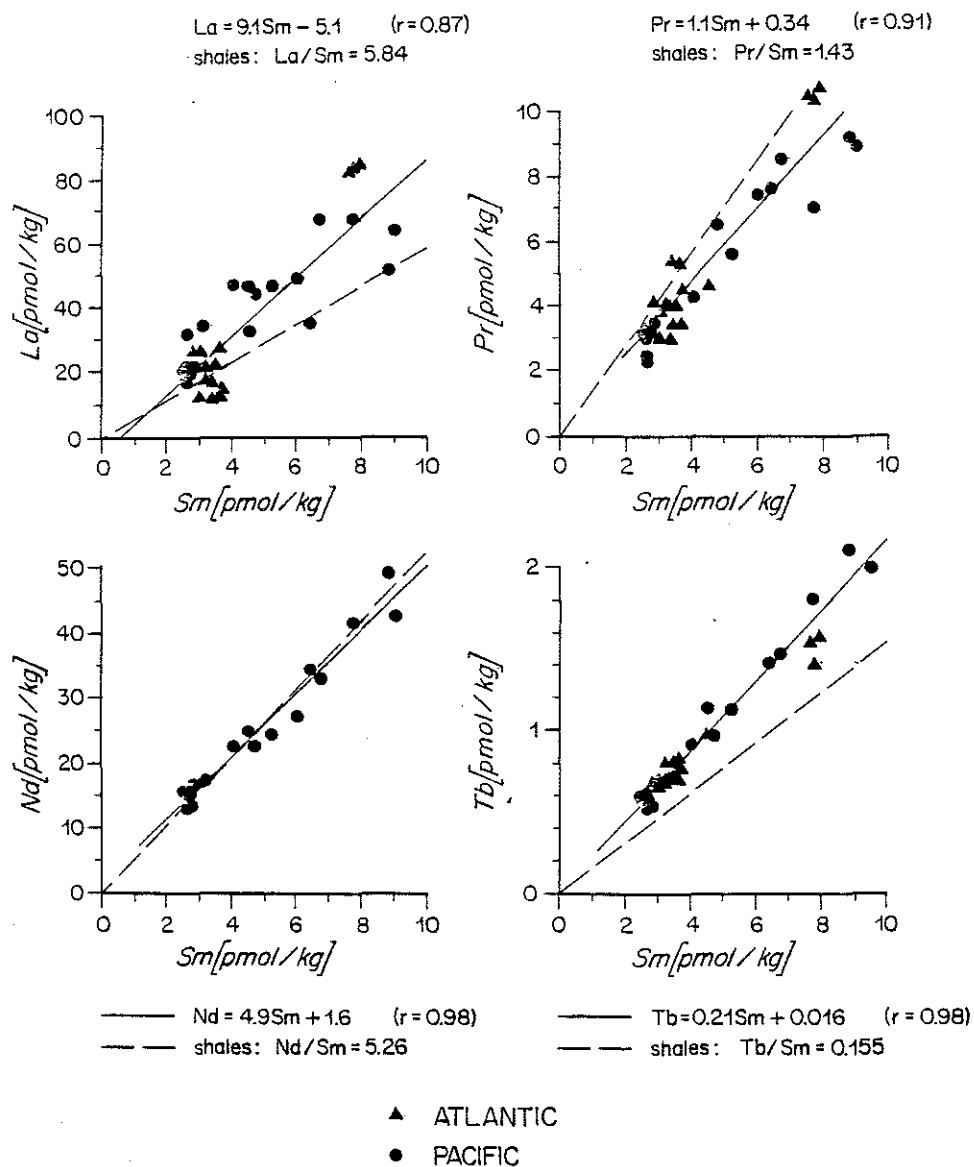 La=9.1Sm-5.1 (r=0.87)
shales: La/Sm=5.84
Pr=1.1Sm+0.34 (r=0.91)
shales: Pr/Sm=1.43
100
80
60
40
20
0
La[pmol/kg]
0 2 4 6 8 10
Sm[pmol/kg]
10
8
6
4
2
0
Pr[pmol/kg]
0 2 4 6 8 10
Sm[pmol/kg]
50
40
30
20
10
0
Nd[pmol/kg]
0 2 4 6 8 10
Sm[pmol/kg]
2
1
0
Tb[pmol/kg]
0 2 4 6 8 10
Sm[pmol/kg]
Nd=4.9Sm+1.6 (r=0.98)
shales: Nd/Sm=5.26
Tb=0.21Sm+0.016 (r=0.98)
shales: Tb/Sm=0.155
ATLANTIC
PACIFIC